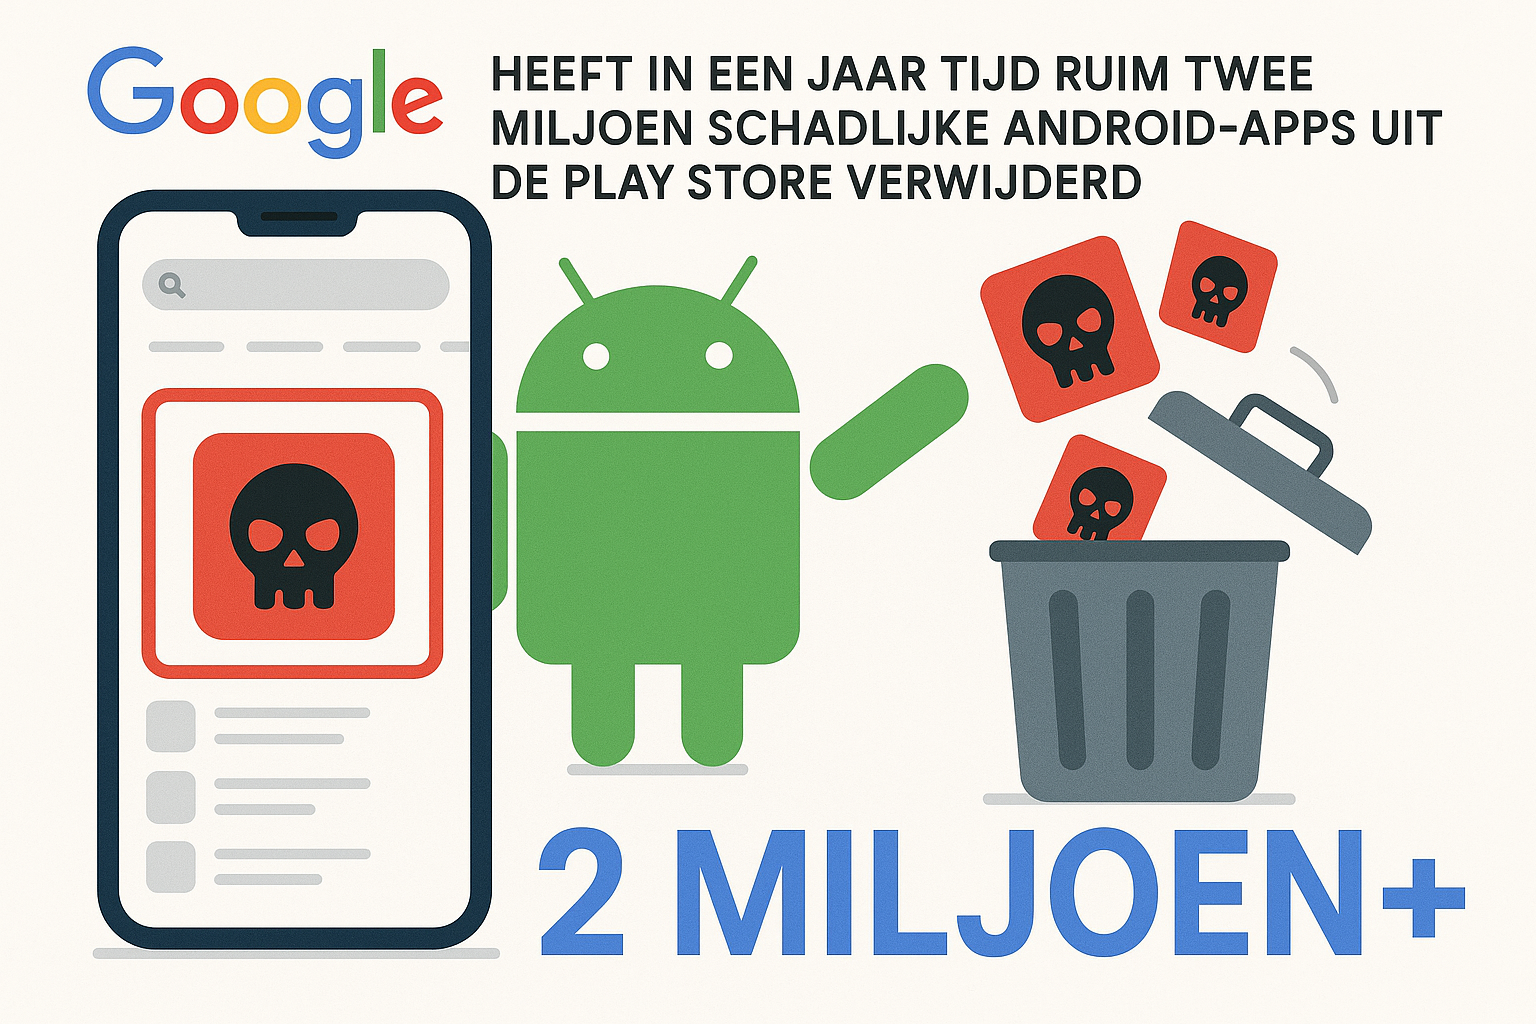 Google
HEEFT IN EEN JAAR TIJD RUIM TWEE
MILJOEN SCHADLIJKE ANDROID-APPS UIT
DE PLAY STORE VERWIJDERD
2 MILJOEN+